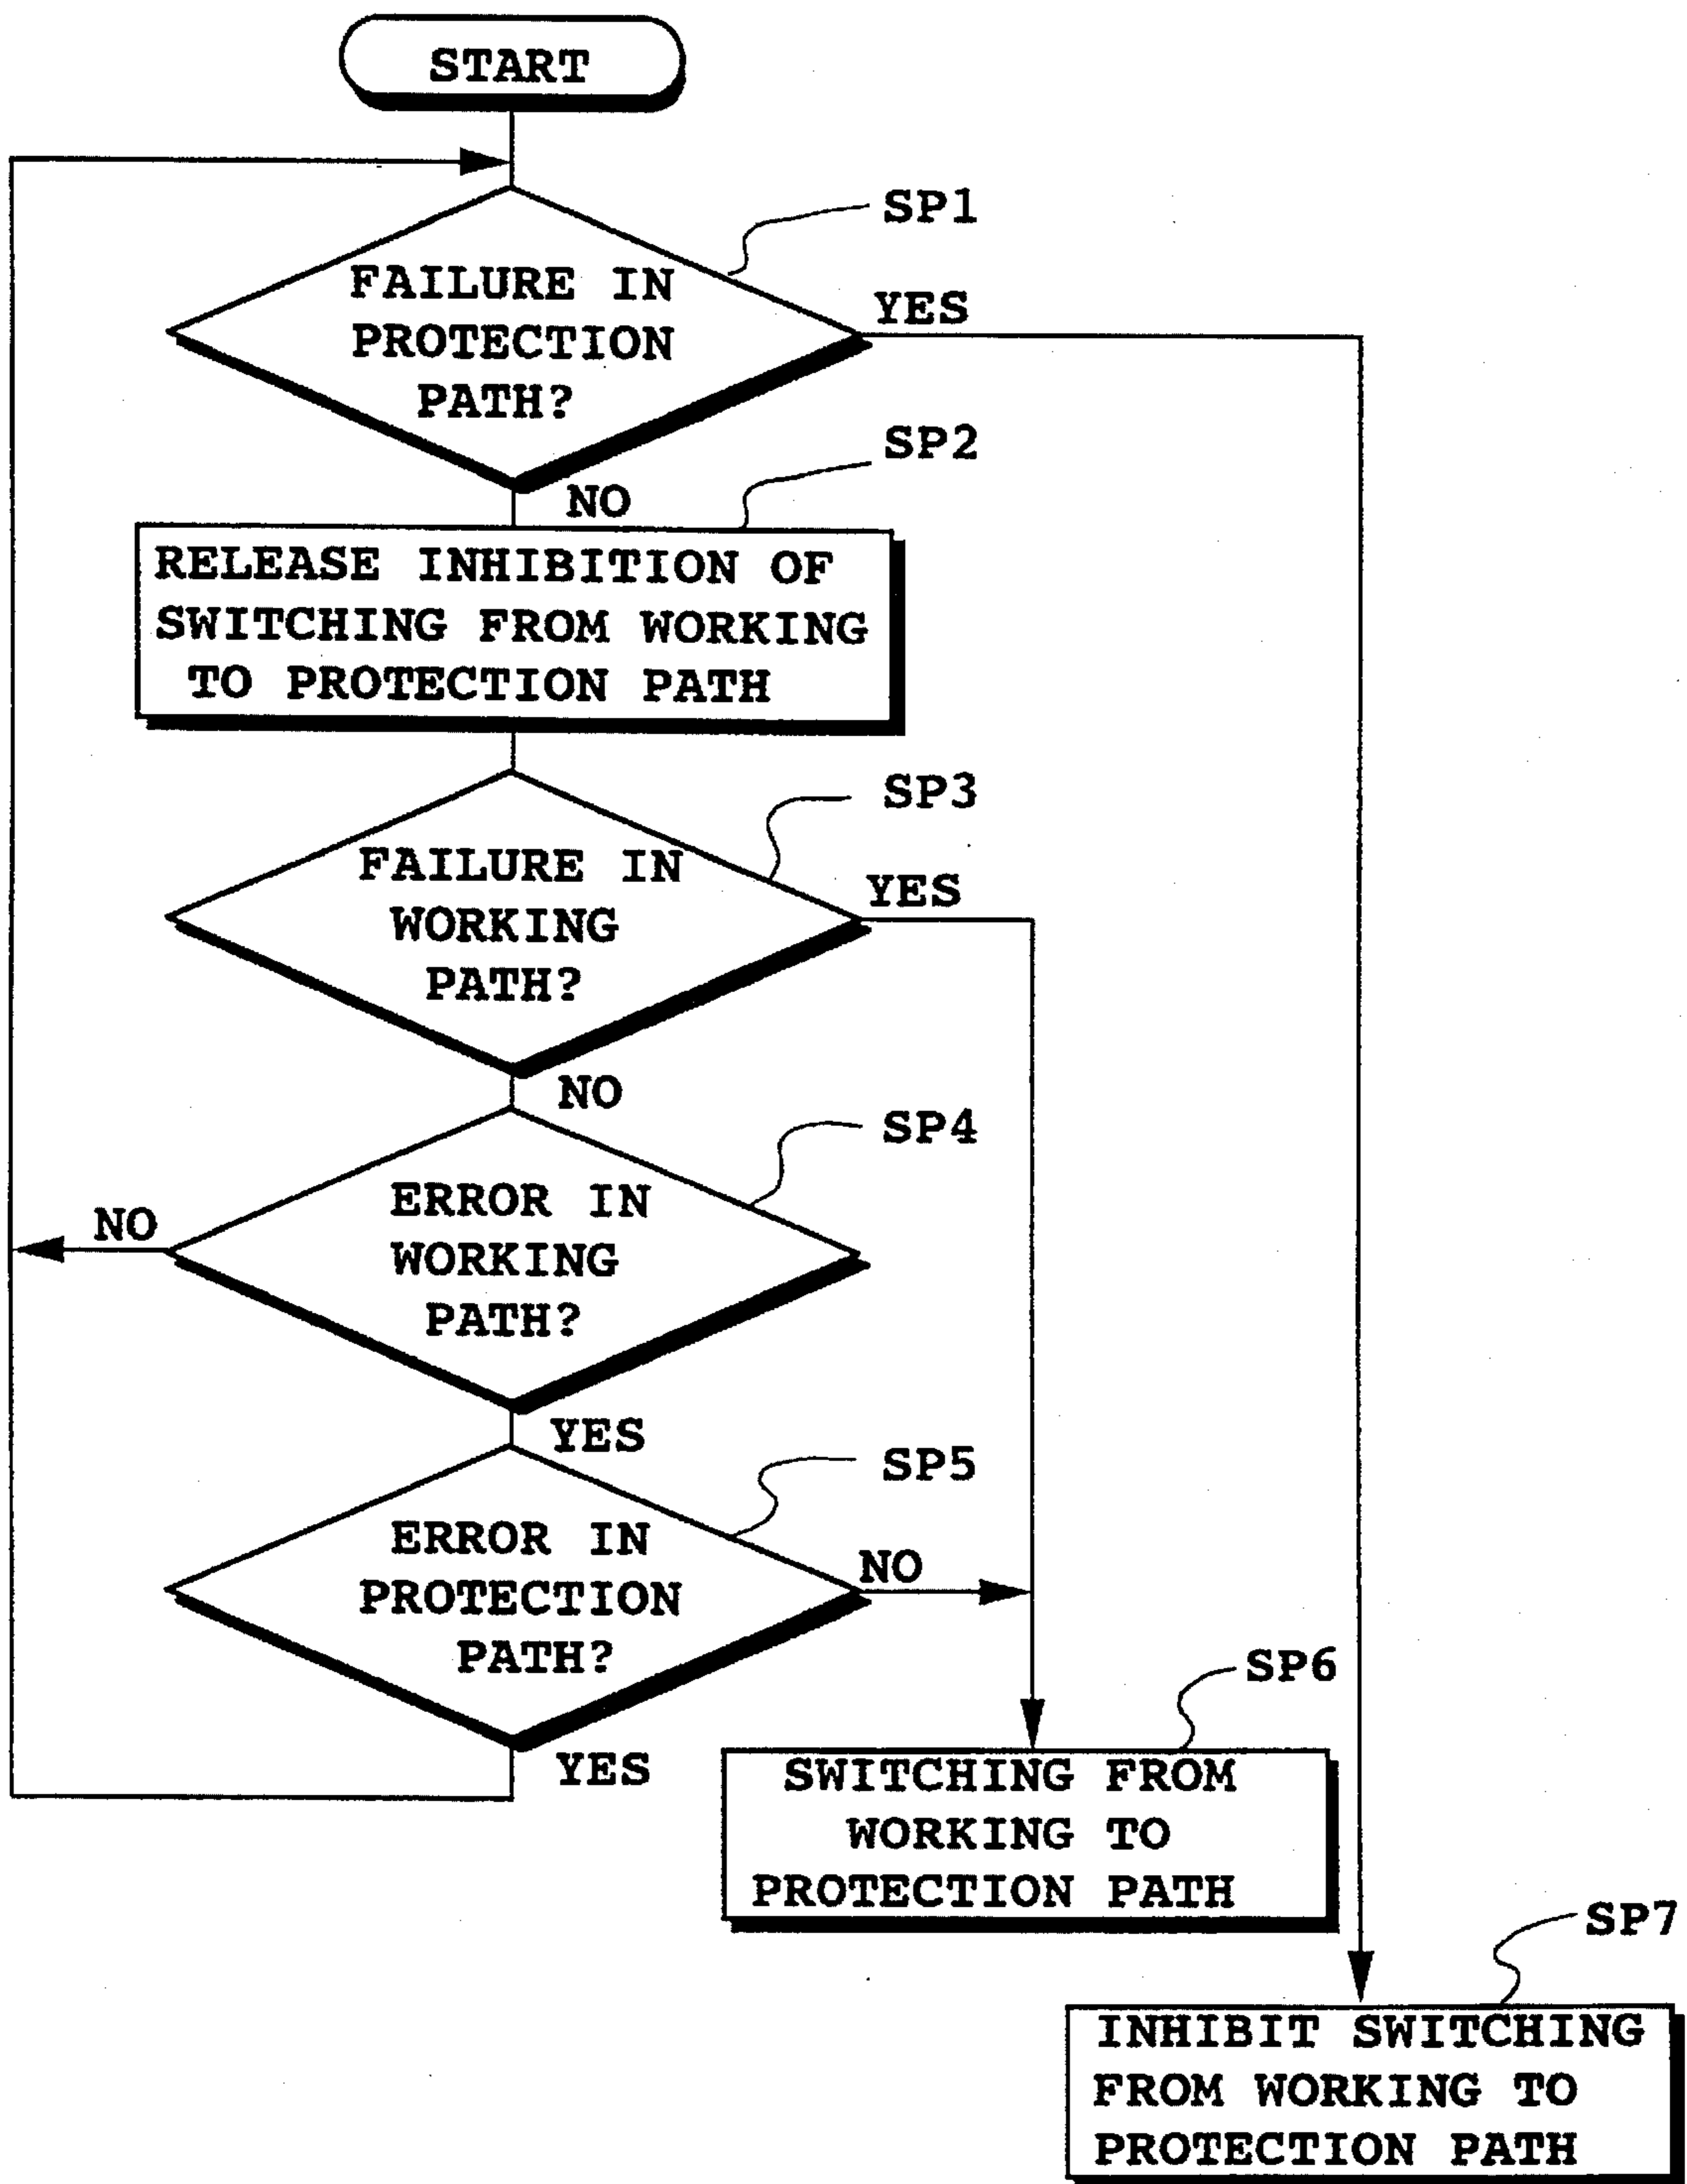 START
SP1
FAILURE IN
PROTECTION
PATH?
YES
SP2
NO
RELEASE INHIBITION OF
SWITCHING FROM WORKING
TO PROTECTION PATH
SP3
FAILURE IN
WORKING
PATH?
YES
NO
SP4
ERROR IN
WORKING
PATH?
NO
YES
SP5
ERROR IN
PROTECTION
PATH?
NO
YES
SP6
SWITCHING FROM
WORKING TO
PROTECTION PATH
SP7
INHIBIT SWITCHING
FROM WORKING TO
PROTECTION PATH